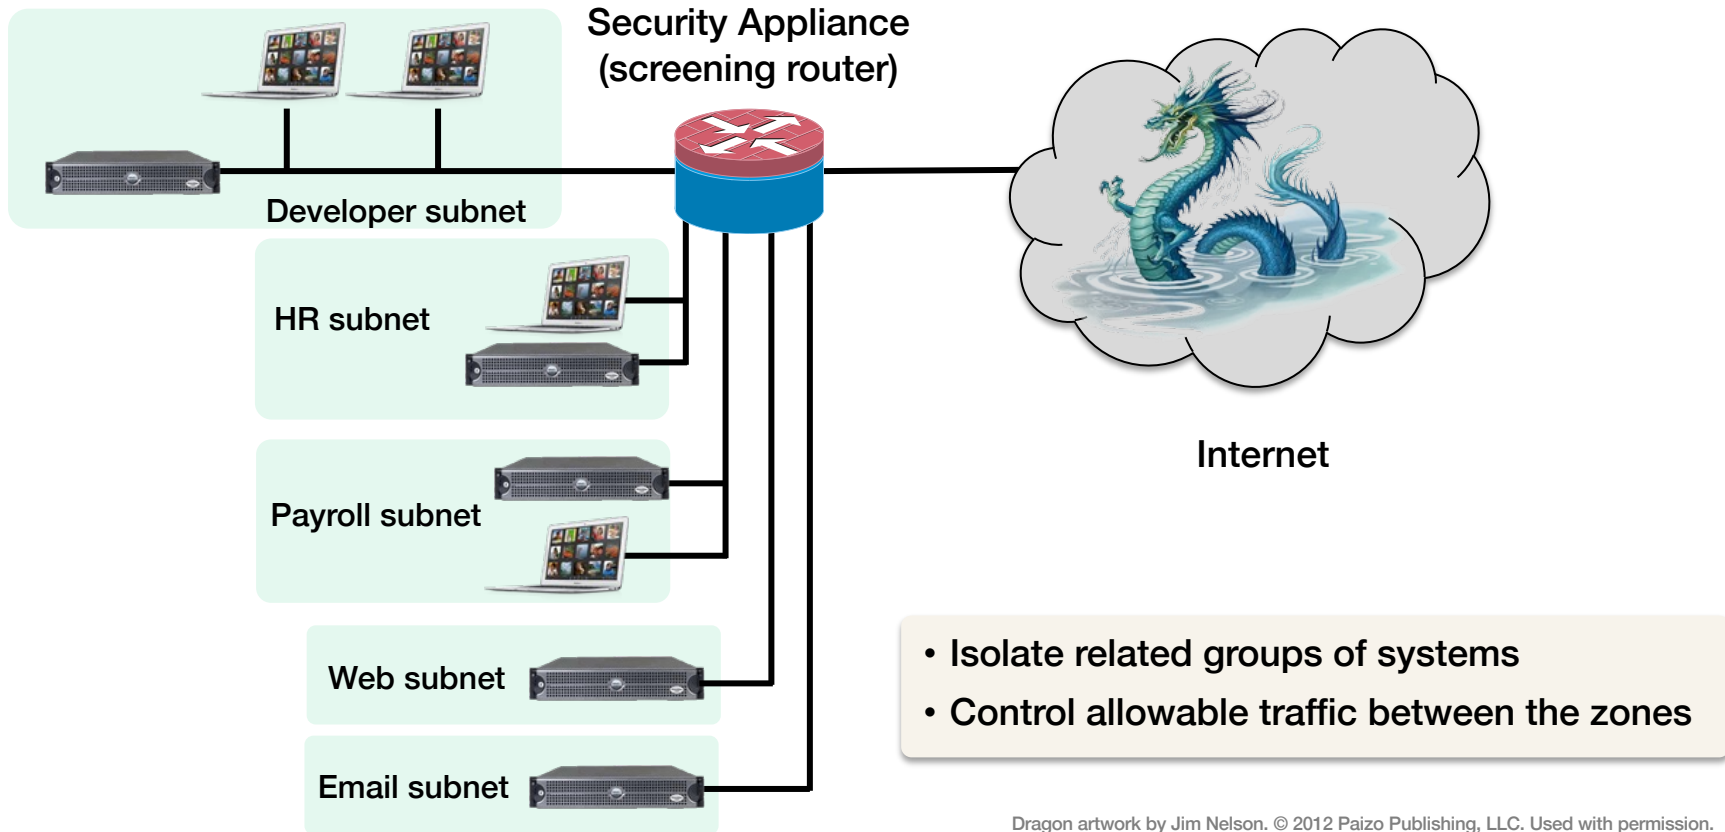 Security Appliance
(screening router)
Developer subnet
HR subnet
Payroll subnet
Web subnet
Email subnet
Internet
• Isolate related groups of systems
• Control allowable traffic between the zones
Dragon artwork by Jim Nelson. © 2012 Paizo Publishing, LLC. Used with permission.